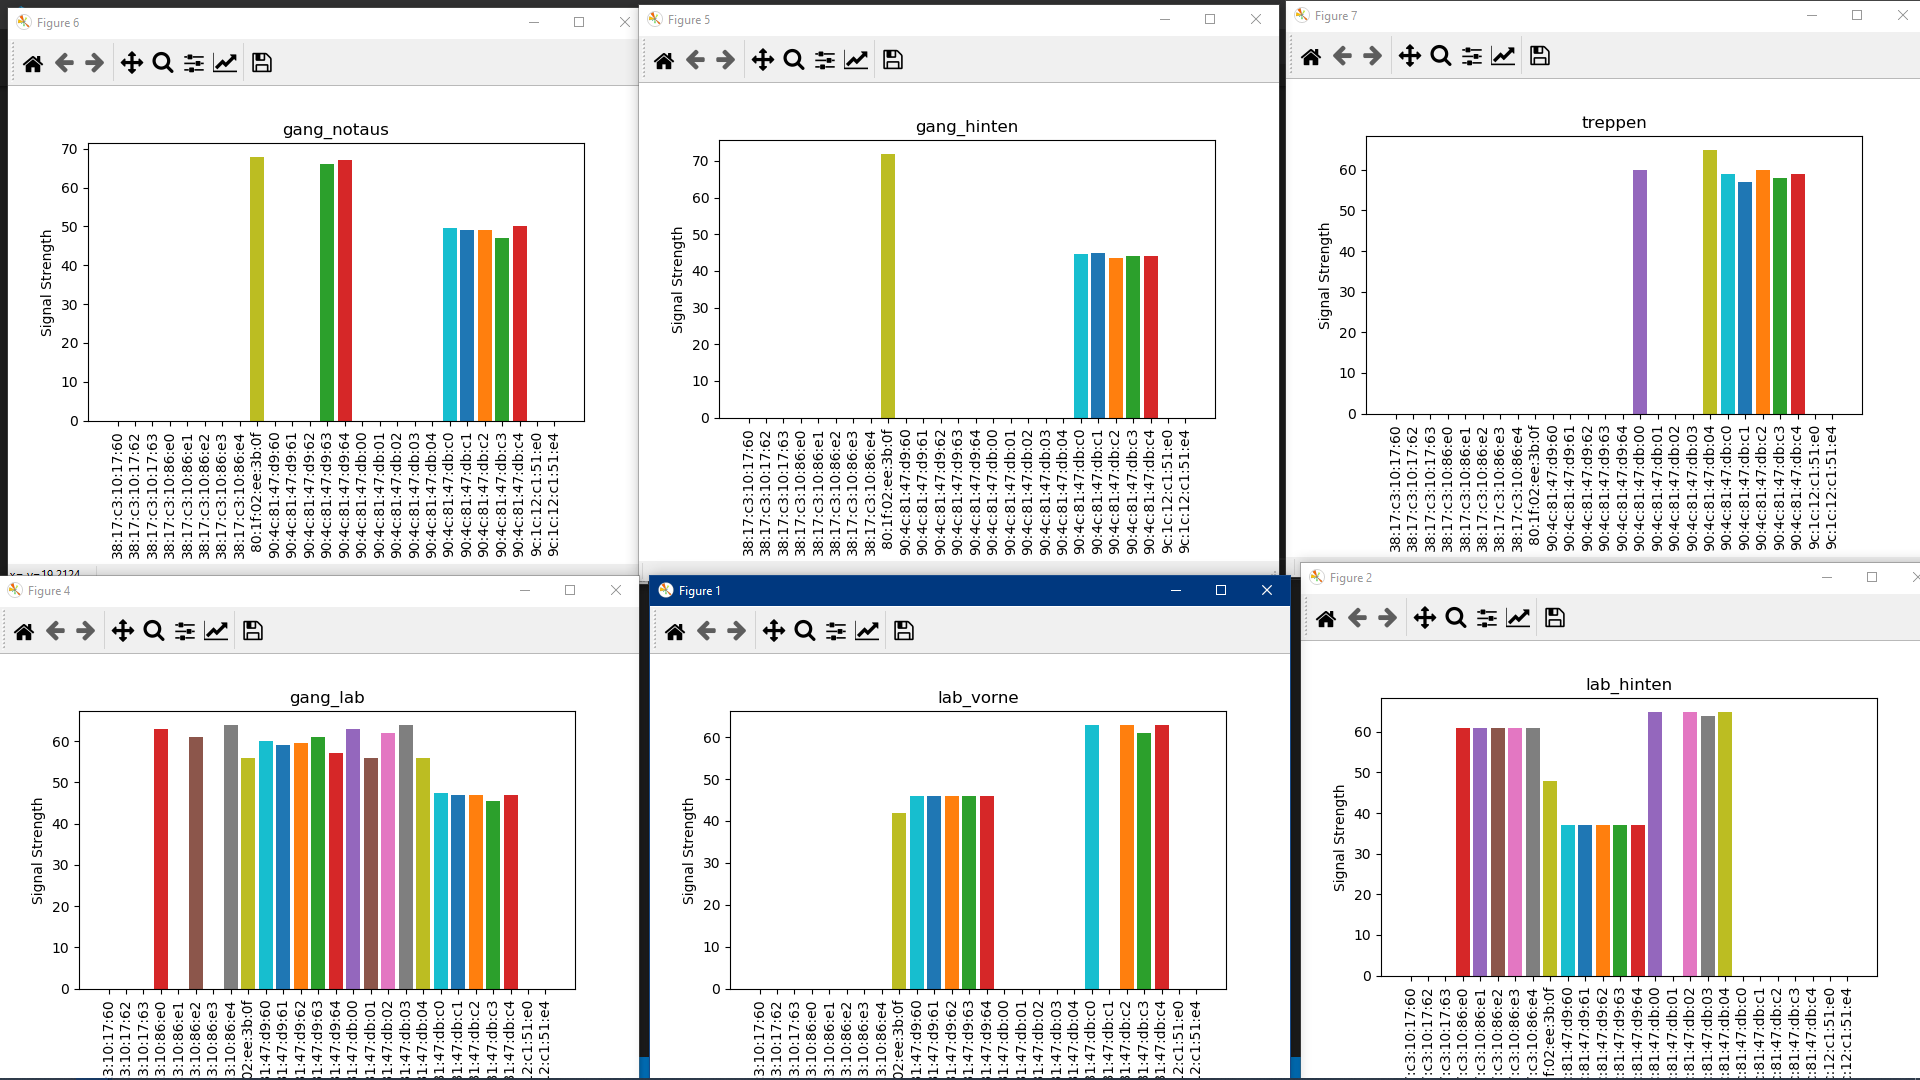 Figure 6
gang_notaus
Signal Strength
70
60
50
40
30
20
10
0
38:17:c3:10:17:60
38:17:c3:10:17:62
38:17:c3:10:17:63
38:17:c3:10:86:e0
38:17:c3:10:86:e1
38:17:c3:10:86:e2
38:17:c3:10:86:e3
38:17:c3:10:86:e4
80:1f:02:ee:3b:0f
90:4c:81:47:d9:60
90:4c:81:47:d9:61
90:4c:81:47:d9:62
90:4c:81:47:d9:63
90:4c:81:47:d9:64
90:4c:81:47:db:00
90:4c:81:47:db:01
90:4c:81:47:db:02
90:4c:81:47:db:03
90:4c:81:47:db:04
90:4c:81:47:db:c0
90:4c:81:47:db:c1
90:4c:81:47:db:c2
90:4c:81:47:db:c3
90:4c:81:47:db:c4
9c:1c:12:c1:51:e0
9c:1c:12:c1:51:e4
x= y=19.2124
Figure 5
gang_hinten
Signal Strength
70
60
50
40
30
20
10
0
38:17:c3:10:17:60
38:17:c3:10:17:62
38:17:c3:10:17:63
38:17:c3:10:86:e0
38:17:c3:10:86:e1
38:17:c3:10:86:e2
38:17:c3:10:86:e3
38:17:c3:10:86:e4
80:1f:02:ee:3b:0f
90:4c:81:47:d9:60
90:4c:81:47:d9:61
90:4c:81:47:d9:62
90:4c:81:47:d9:63
90:4c:81:47:d9:64
90:4c:81:47:db:00
90:4c:81:47:db:01
90:4c:81:47:db:02
90:4c:81:47:db:03
90:4c:81:47:db:04
90:4c:81:47:db:c0
90:4c:81:47:db:c1
90:4c:81:47:db:c2
90:4c:81:47:db:c3
90:4c:81:47:db:c4
9c:1c:12:c1:51:e0
9c:1c:12:c1:51:e4
Figure 7
treppen
Signal Strength
60
50
40
30
20
10
0
38:17:c3:10:17:60
38:17:c3:10:17:62
38:17:c3:10:17:63
38:17:c3:10:86:e0
38:17:c3:10:86:e1
38:17:c3:10:86:e2
38:17:c3:10:86:e3
38:17:c3:10:86:e4
80:1f:02:ee:3b:0f
90:4c:81:47:d9:60
90:4c:81:47:d9:61
90:4c:81:47:d9:62
90:4c:81:47:d9:63
90:4c:81:47:d9:64
90:4c:81:47:db:00
90:4c:81:47:db:01
90:4c:81:47:db:02
90:4c:81:47:db:03
90:4c:81:47:db:04
90:4c:81:47:db:c0
90:4c:81:47:db:c1
90:4c:81:47:db:c2
90:4c:81:47:db:c3
90:4c:81:47:db:c4
9c:1c:12:c1:51:e0
9c:1c:12:c1:51:e4
Figure 4
gang_lab
Signal Strength
60
50
40
30
20
10
0
3:10:17:60
3:10:17:62
3:10:17:63
3:10:86:e0
3:10:86:e1
3:10:86:e2
3:10:86:e3
3:10:86:e4
02:ee:3b:0f
31:47:d9:60
31:47:d9:61
31:47:d9:62
31:47:d9:63
31:47:d9:64
31:47:db:00
31:47:db:01
31:47:db:02
31:47:db:03
31:47:db:04
31:47:db:c0
31:47:db:c1
31:47:db:c2
31:47:db:c3
31:47:db:c4
2:c1:51:e0
2:c1:51:e4
Figure 1
lab_vorne
Signal Strength
60
50
40
30
20
10
0
3:10:17:60
3:10:17:62
3:10:17:63
3:10:86:e0
3:10:86:e1
3:10:86:e2
3:10:86:e3
3:10:86:e4
02:ee:3b:0f
31:47:d9:60
31:47:d9:61
31:47:d9:62
31:47:d9:63
31:47:d9:64
31:47:db:00
31:47:db:01
31:47:db:02
31:47:db:03
31:47:db:04
31:47:db:c0
31:47:db:c1
31:47:db:c2
31:47:db:c3
31:47:db:c4
2:c1:51:e0
2:c1:51:e4
Figure 2
lab_hinten
Signal Strength
60
50
40
30
20
10
0
:c3:10:17:60
:c3:10:17:62
:c3:10:17:63
:c3:10:86:e0
:c3:10:86:e1
:c3:10:86:e2
:c3:10:86:e3
:c3:10:86:e4
f:02:ee:3b:0f
:81:47:d9:60
:81:47:d9:61
:81:47:d9:62
:81:47:d9:63
:81:47:d9:64
:81:47:db:00
:81:47:db:01
:81:47:db:02
:81:47:db:03
:81:47:db:04
:81:47:db:c0
:81:47:db:c1
:81:47:db:c2
:81:47:db:c3
:81:47:db:c4
:12:c1:51:e0
:12:c1:51:e4